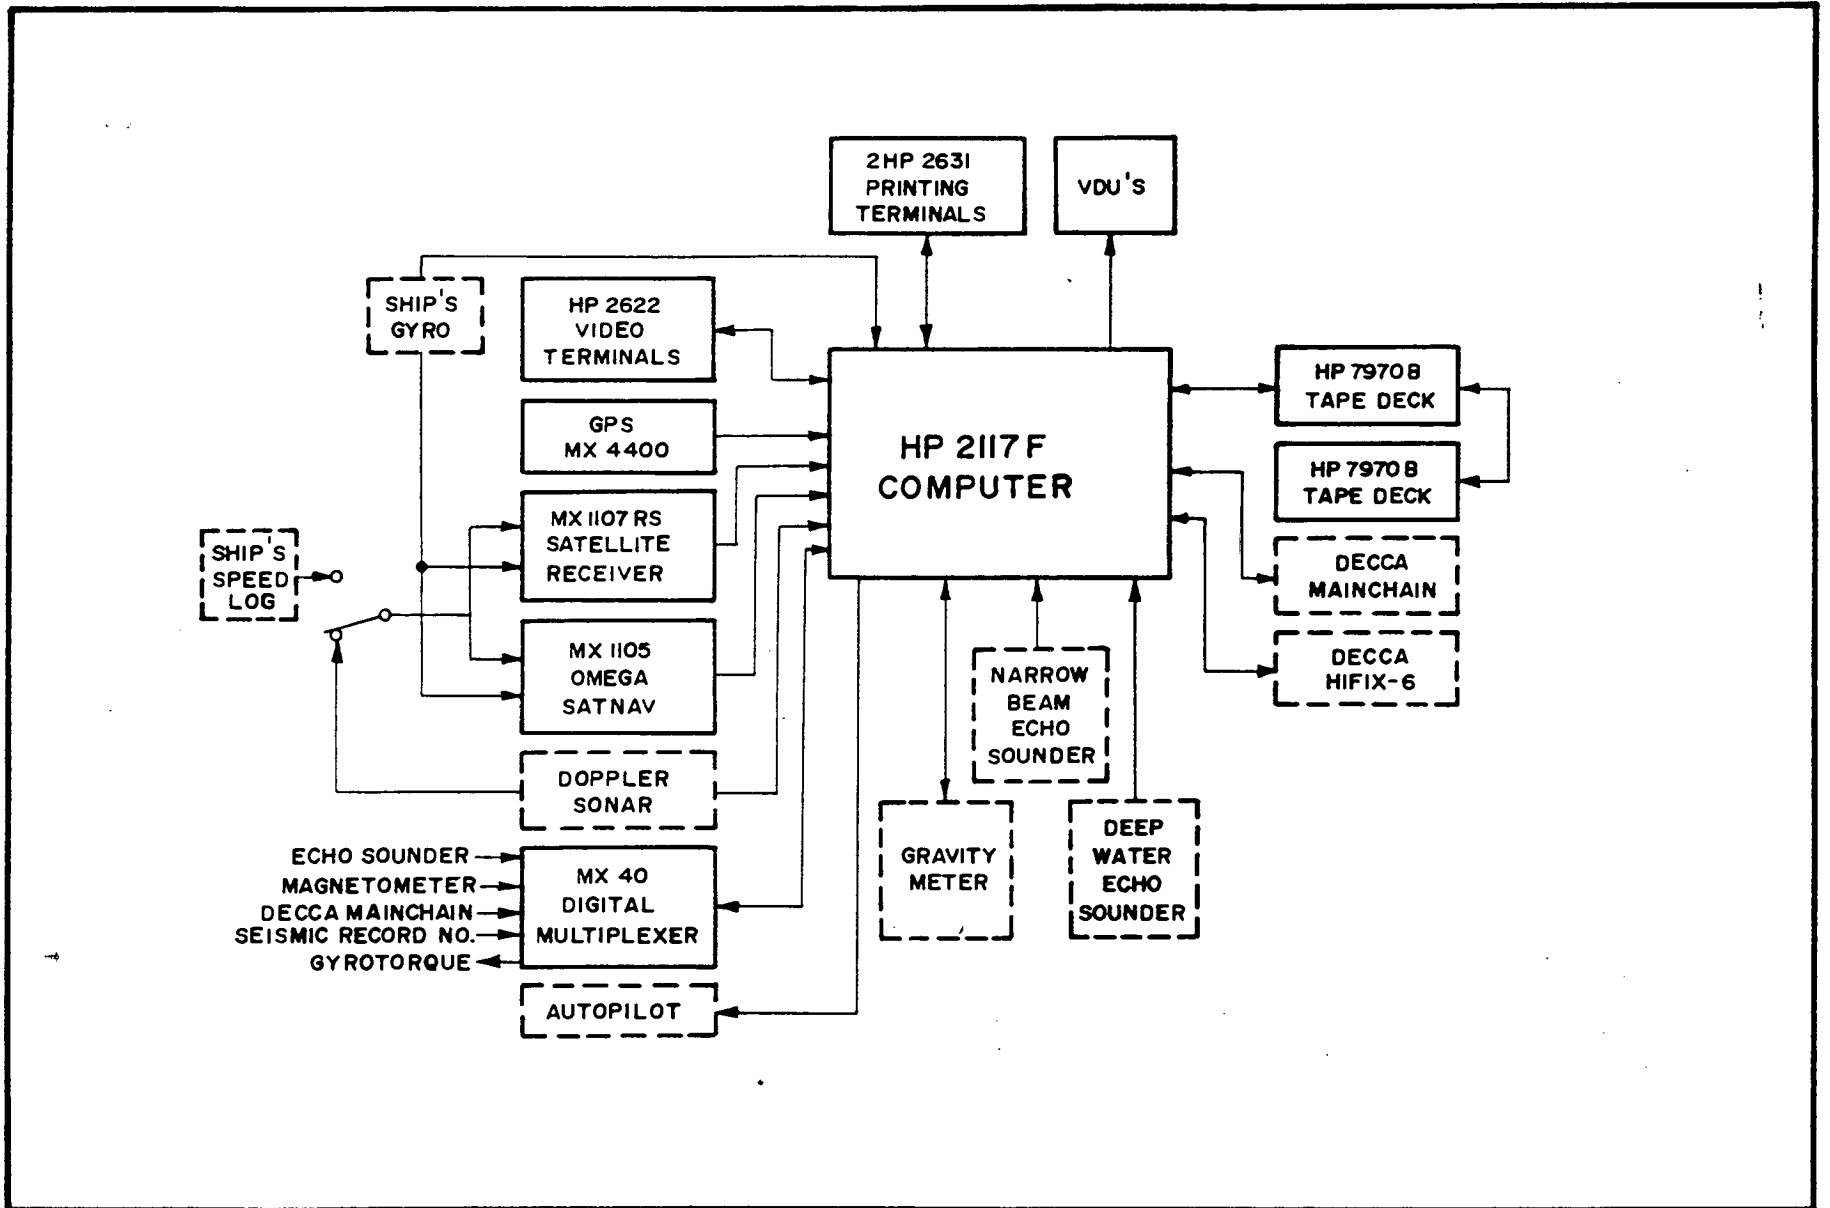 2HP 2631
PRINTING
TERMINALS
VDU'S
SHIP'S
GYRO
HP 2622
VIDEO
TERMINALS
GPS
MX 4400
MX 1107 RS
SATELLITE
RECEIVER
SHIP'S
SPEED
LOG
MX 1105
OMEGA
SATNAV
DOPPLER
SONAR
ECHO SOUNDER
MAGNETOMETER
DECCA MAINCHAIN
SEISMIC RECORD NO.
GYROTORQUE
MX 40
DIGITAL
MULTIPLEXER
AUTOPILOT
HP 2117F
COMPUTER
HP 7970B
TAPE DECK
HP 7970B
TAPE DECK
DECCA
MAINCHAIN
DECCA
HIFIX-6
NARROW
BEAM
ECHO
SOUNDER
GRAVITY
METER
DEEP
WATER
ECHO
SOUNDER